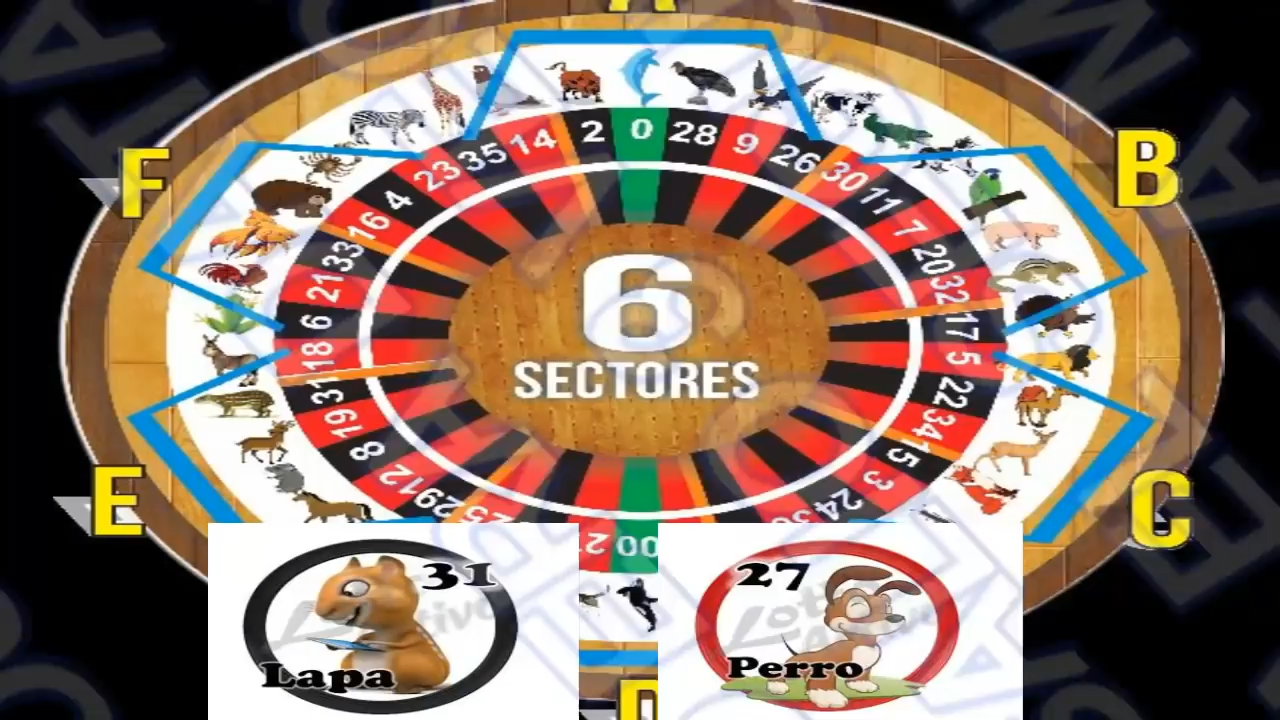 A
B
F
2 0 28 9 26 30 11 7 20 32 17 5 22 34 15 3 24
14 35 23 4 16 33 21 6 18 31 19 8 12 29 25
6
SECTORES
C
E
00
31
Lapa
27
Perro
D